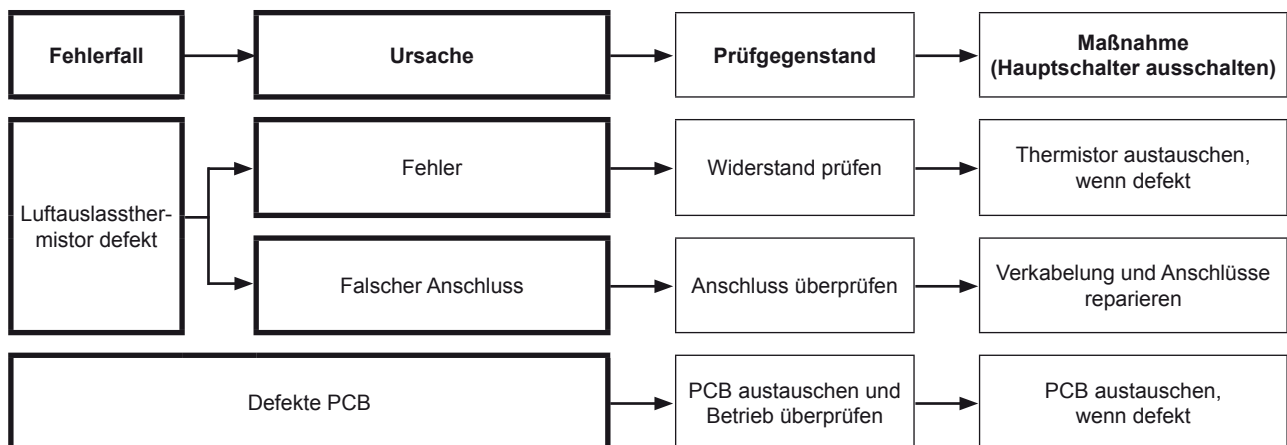 Fehlerfall
Ursache
Prüfgegenstand
Maßnahme
(Hauptschalter ausschalten)
Luftauslassther-
mistor defekt
Fehler
Widerstand prüfen
Thermistor austauschen,
wenn defekt
Falscher Anschluss
Anschluss überprüfen
Verkabelung und Anschlüsse
reparieren
Defekte PCB
PCB austauschen und
Betrieb überprüfen
PCB austauschen,
wenn defekt